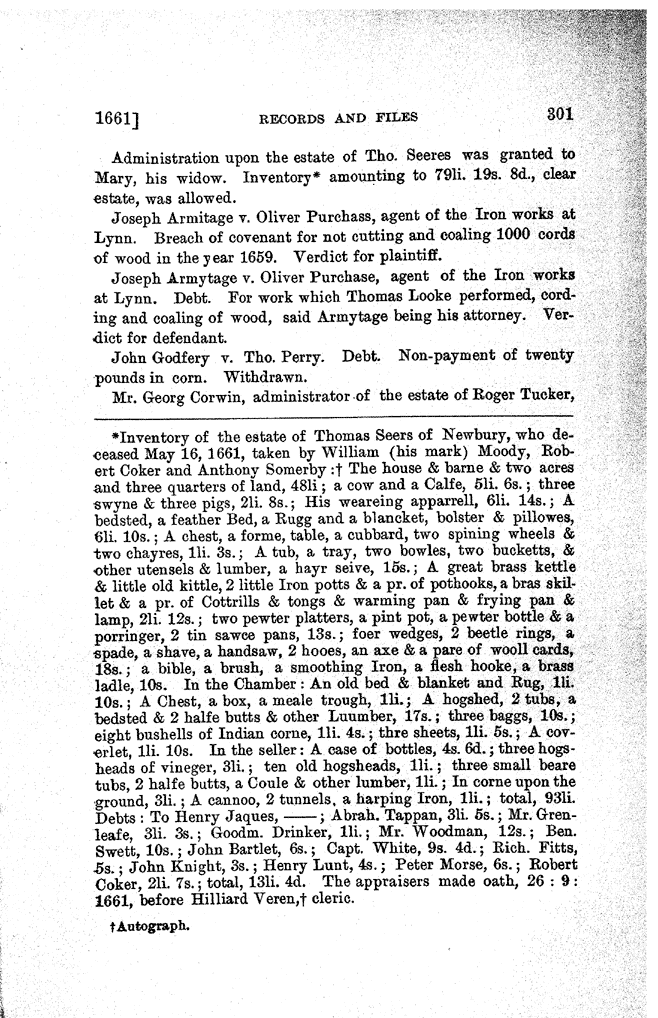 1661] RECORDS AND FILES 301
Administration upon the estate of Tho. Seeres was granted to
Mary, his widow. Inventory* amounting to 79li. 19s. 8d., clear
estate, was allowed.
Joseph Armitage v. Oliver Purchass, agent of the Iron works at
Lynn. Breach of covenant for not cutting and coaling 1000 cords
of wood in the year 1659. Verdict for plaintiff.
Joseph Armytage v. Oliver Purchase, agent of the Iron works
at Lynn. Debt. For work which Thomas Looke performed, cord-
ing and coaling of wood, said Armytage being his attorney. Ver-
dict for defendant.
John Godfery v. Tho. Perry. Debt. Non-payment of twenty
pounds in corn. Withdrawn.
Mr. Georg Corwin, administrator of the estate of Roger Tucker,
*Inventory of the estate of Thomas Seers of Newbury, who de-
ceased May 16, 1661, taken by William (his mark) Moody, Rob-
ert Coker and Anthony Somerby :† The house & barne & two acres
and three quarters of land, 48li; a cow and a Calfe, 5li. 6s.; three
swyne & three pigs, 2li. 8s.; His weareing apparrell, 6li. 14s.; A
bedsted, a feather Bed, a Rugg and a blancket, bolster & pillowes,
6li. 10s.; A chest, a forme, table, a cubbard, two spining wheels &
two chayres, 1li. 3s.; A tub, a tray, two bowles, two bucketts, &
other utensels & lumber, a hayr seive, 15s.; A great brass kettle
& little old kittle, 2 little Iron potts & a pr. of pothooks, a bras skil-
let & a pr. of Cottrills & tongs & warming pan & frying pan &
lamp, 2li. 12s.; two pewter platters, a pint pot, a pewter bottle & a
porringer, 2 tin sawce pans, 13s.; foer wedges, 2 beetle rings, a
spade, a shave, a handsaw, 2 hooes, an axe & a pare of wooll cards,
18s.; a bible, a brush, a smoothing Iron, a flesh hooke, a brass
ladle, 10s. In the Chamber : An old bed & blanket and Rug, 1li.
10s.; A Chest, a box, a meale trough, 1li.; A hogshed, 2 tubs, a
bedsted & 2 halfe butts & other Luumber, 17s.; three baggs, 10s.;
eight bushells of Indian corne, 1li. 4s.; thre sheets, 1li. 5s.; A cov-
erlet, 1li. 10s. In the seller : A case of bottles, 4s. 6d.; three hogs-
heads of vineger, 3li.; ten old hogsheads, 1li.; three small beare
tubs, 2 halfe butts, a Coule & other lumber, 1li.; In corne upon the
ground, 3li.; A cannoo, 2 tunnels, a harping Iron, 1li.; total, 93li.
Debts : To Henry Jaques, ——; Abrah. Tappan, 3li. 5s.; Mr. Gren-
leafe, 3li. 3s.; Goodm. Drinker, 1li.; Mr. Woodman, 12s.; Ben.
Swett, 10s.; John Bartlet, 6s.; Capt. White, 9s. 4d.; Rich. Fitts,
5s.; John Knight, 3s.; Henry Lunt, 4s.; Peter Morse, 6s.; Robert
Coker, 2li. 7s.; total, 13li. 4d. The appraisers made oath, 26 : 9 :
1661, before Hilliard Veren,† cleric.
†Autograph.